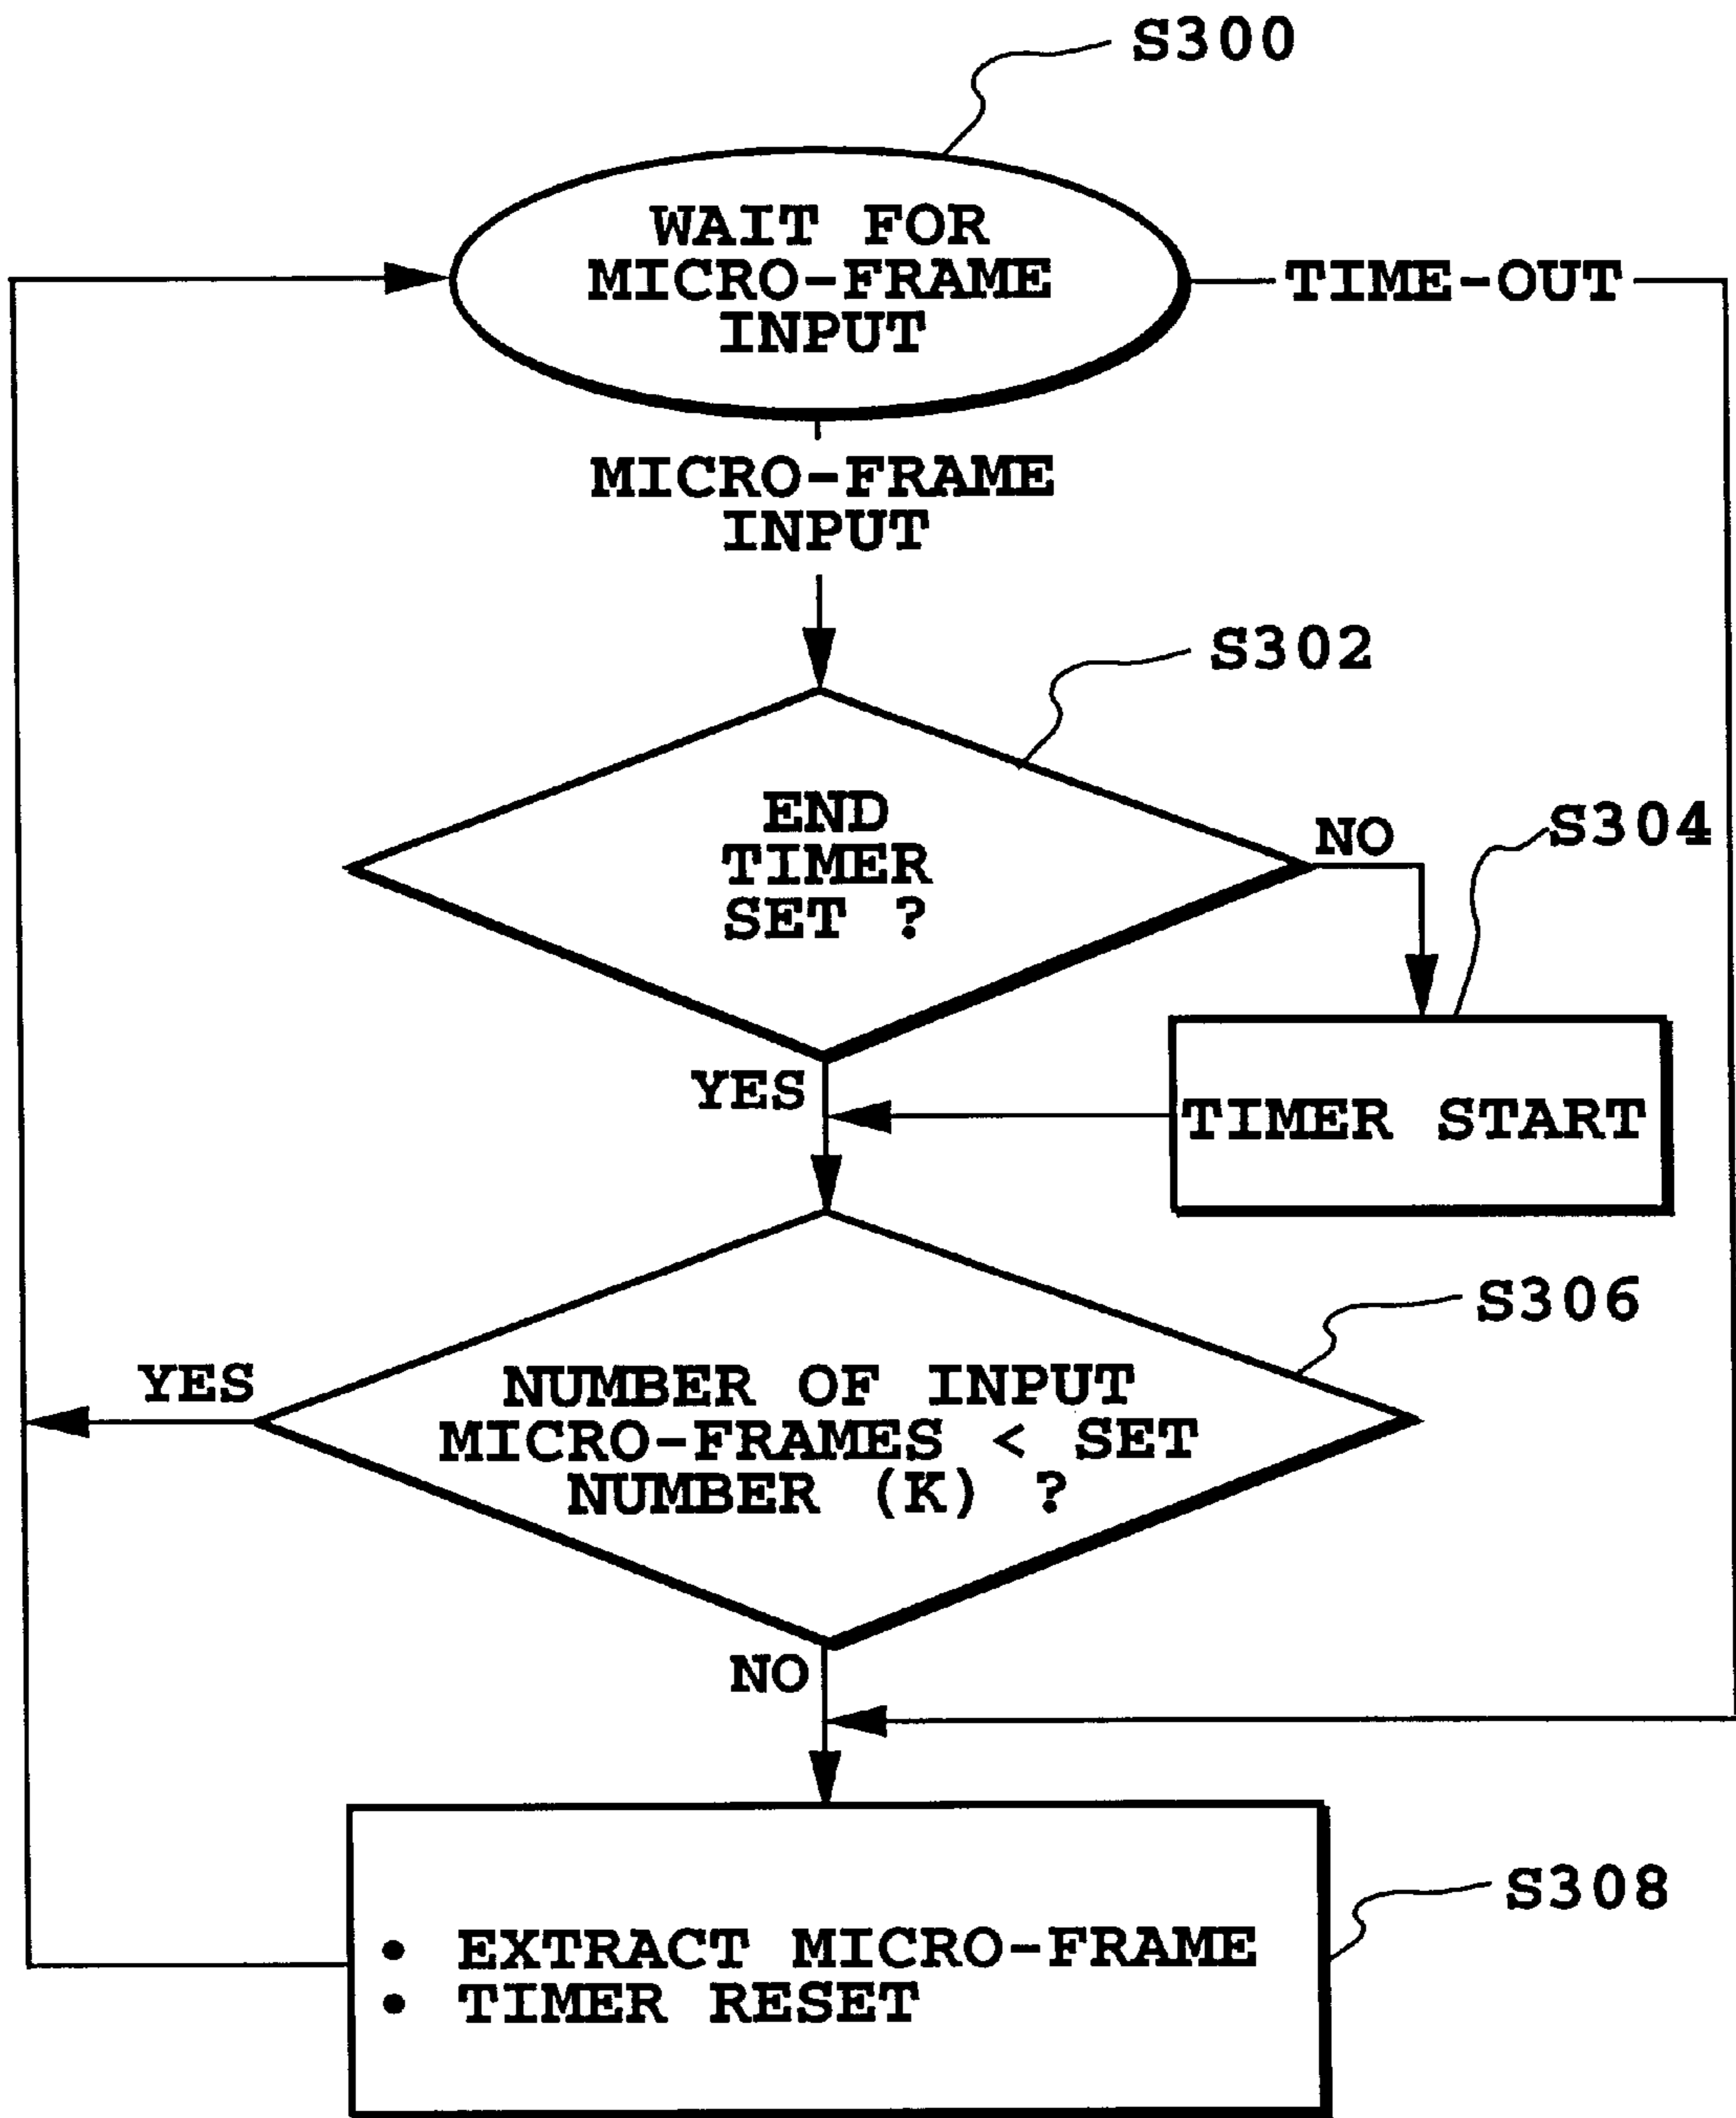 S300
WAIT FOR
MICRO-FRAME
INPUT
TIME-OUT
MICRO-FRAME
INPUT
S302
END
TIMER
SET ?
NO
S304
YES
TIMER START
S306
YES
NUMBER OF INPUT
MICRO-FRAMES < SET
NUMBER (K) ?
NO
S308
• EXTRACT MICRO-FRAME
• TIMER RESET